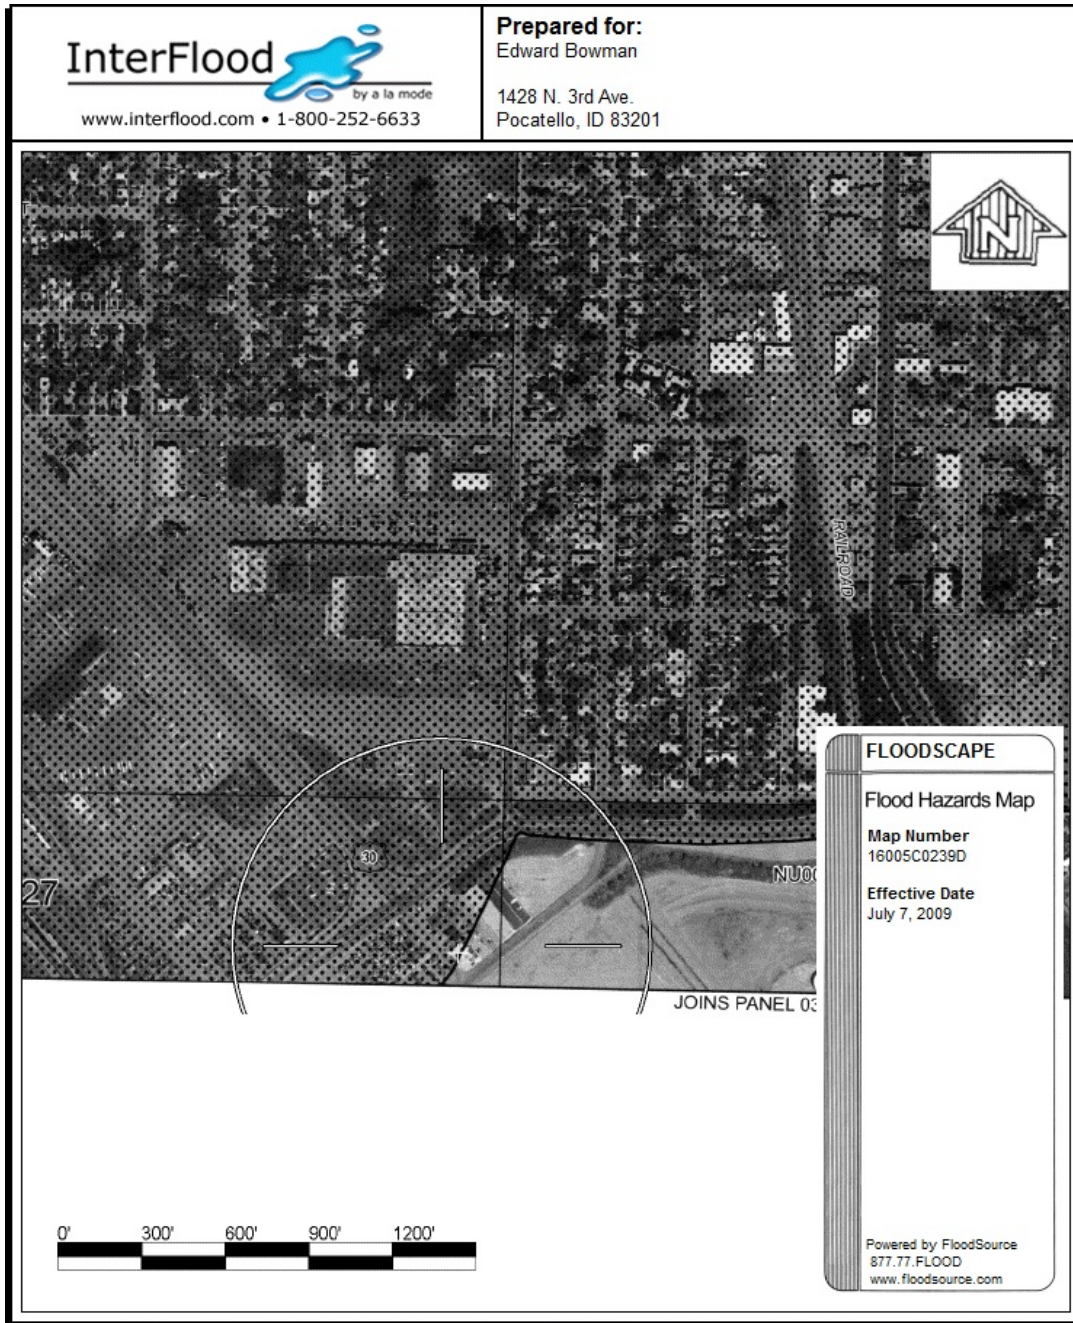 InterFlood
by a la mode
www.interflood.com • 1-800-252-6633
Prepared for:
Edward Bowman
1428 N. 3rd Ave.
Pocatello, ID 83201
N
RAILROAD
30
27
NU00
JOINS PANEL 03
FLOODSCAPE
Flood Hazards Map
Map Number
16005C0239D
Effective Date
July 7, 2009
Powered by FloodSource
877.77.FLOOD
www.floodsource.com
0' 300' 600' 900' 1200'